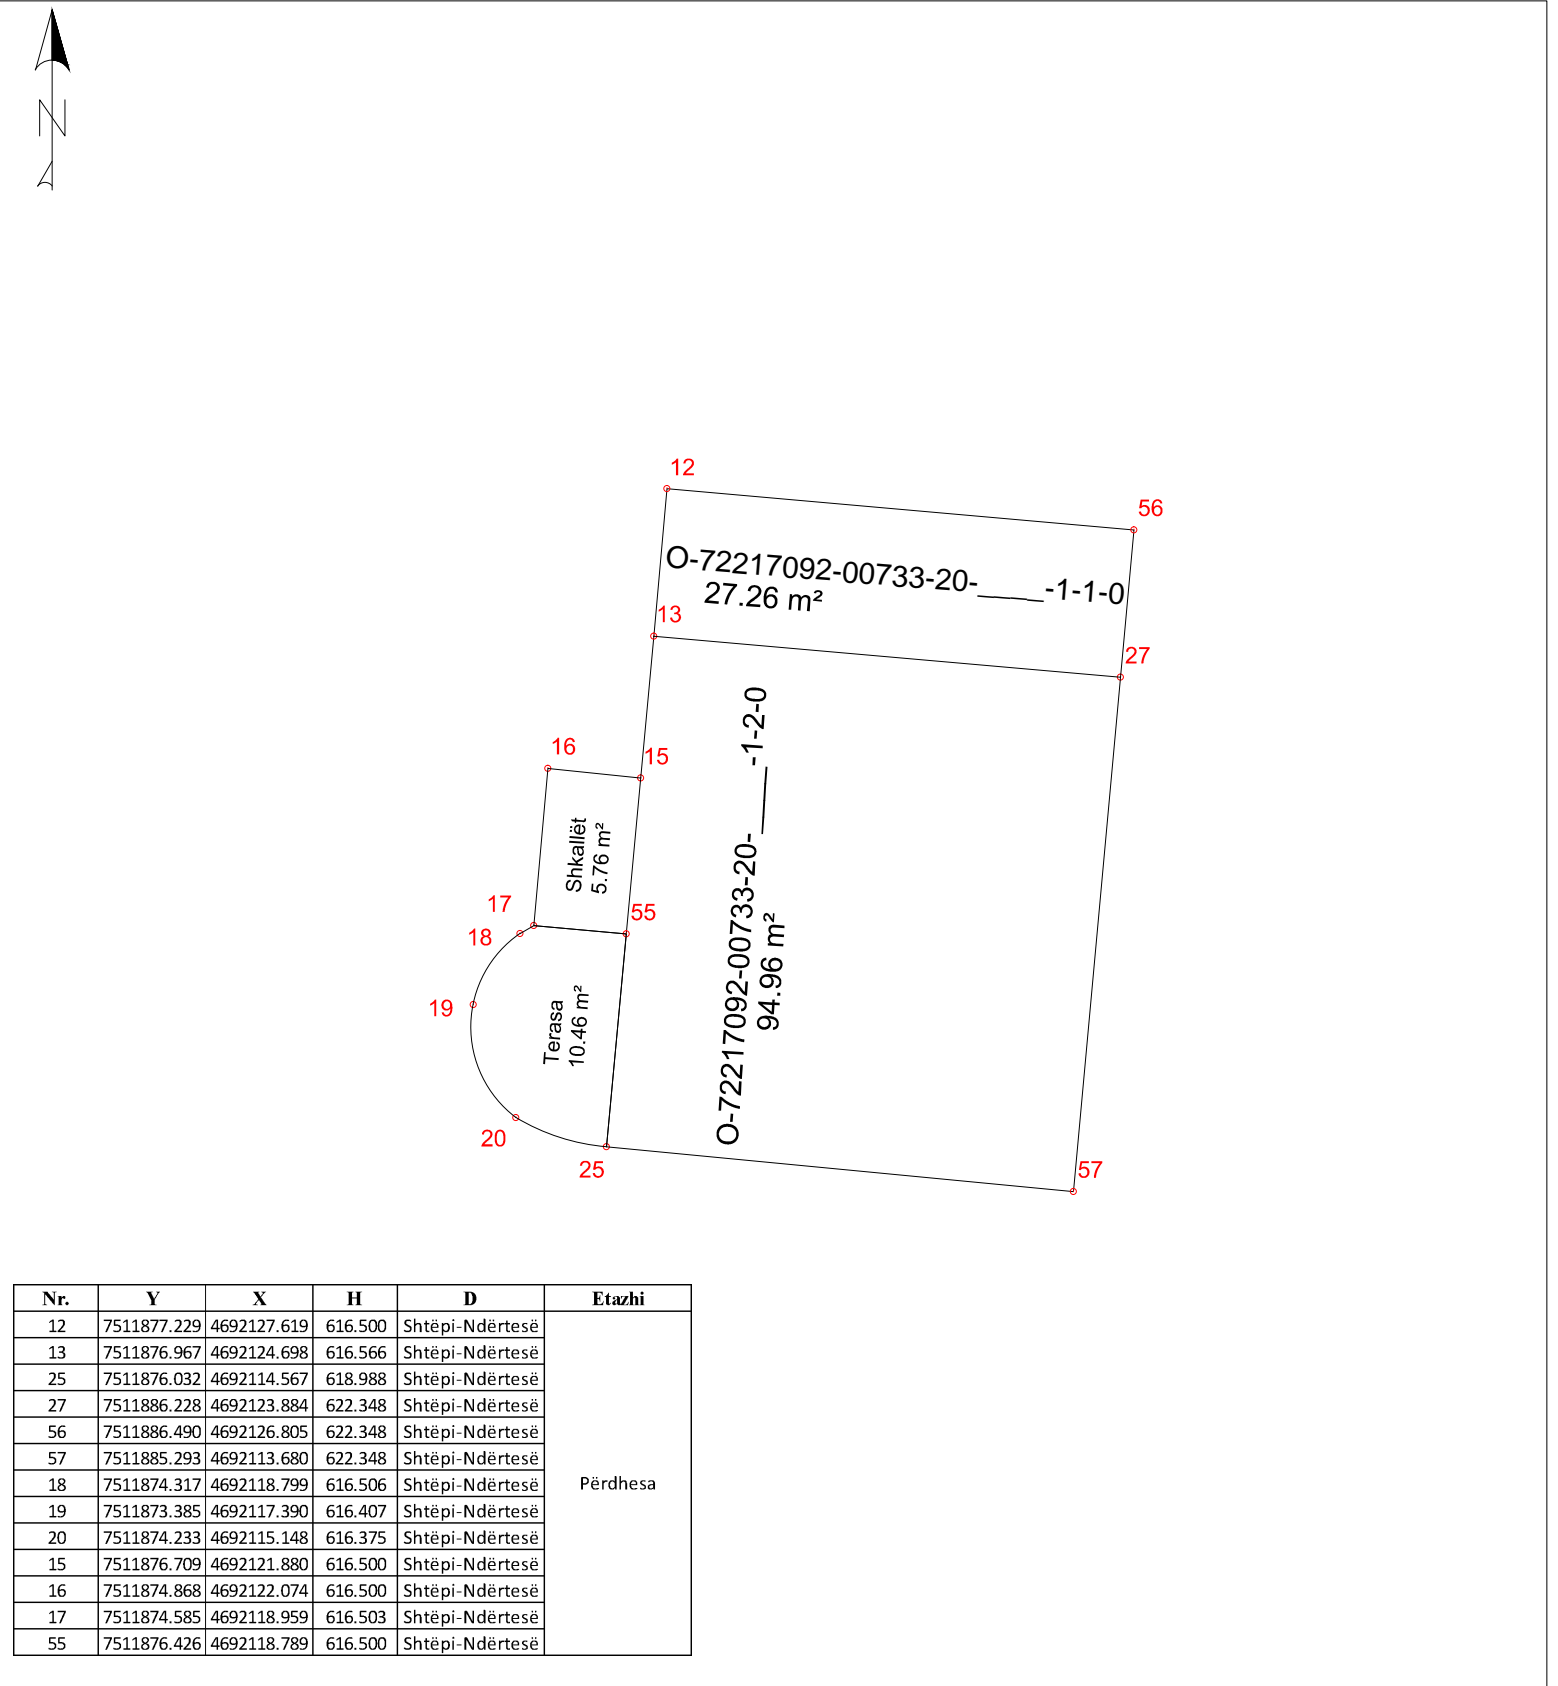 N
12
56
O-72217092-00733-20-____-1-1-0
27.26 m²
13
27
O-72217092-00733-20-____-1-2-0
94.96 m²
16
15
Shkallët
5.76 m²
17
55
18
19
Terasa
10.46 m²
20
25
57
Nr. Y X H D Etazhi
12 7511877.229 4692127.619 616.500 Shtëpi-Ndërtesë
13 7511876.967 4692124.698 616.566 Shtëpi-Ndërtesë
25 7511876.032 4692114.567 618.988 Shtëpi-Ndërtesë
27 7511886.228 4692123.884 622.348 Shtëpi-Ndërtesë
56 7511886.490 4692126.805 622.348 Shtëpi-Ndërtesë
57 7511885.293 4692113.680 622.348 Shtëpi-Ndërtesë
18 7511874.317 4692118.799 616.506 Shtëpi-Ndërtesë Përdhesa
19 7511873.385 4692117.390 616.407 Shtëpi-Ndërtesë
20 7511874.233 4692115.148 616.375 Shtëpi-Ndërtesë
15 7511876.709 4692121.880 616.500 Shtëpi-Ndërtesë
16 7511874.868 4692122.074 616.500 Shtëpi-Ndërtesë
17 7511874.585 4692118.959 616.503 Shtëpi-Ndërtesë
55 7511876.426 4692118.789 616.500 Shtëpi-Ndërtesë